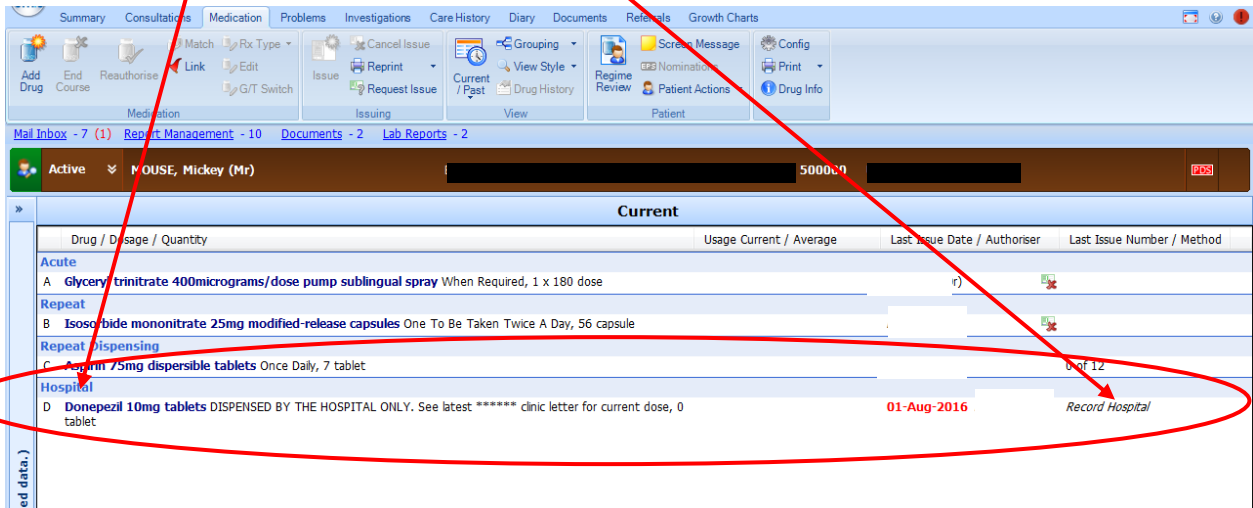 Summary Consultations Medication Problems Investigations Care History Diary Documents Referrals Growth Charts
Match Rx Type Cancel Issue Grouping Screen Message Config
Link Edit Reprint View Style Nominations Print
Add Drug End Course Reauthorise G/T Switch Issue Request Issue Current / Past Drug History Regime Review Patient Actions Drug Info
Medication Issuing View Patient
Mail Inbox - 7 (1) Report Management - 10 Documents - 2 Lab Reports - 2
Active MOUSE, Mickey (Mr) 500000 PDS
Current
Drug / Dosage / Quantity Usage Current / Average Last Issue Date / Authoriser Last Issue Number / Method
Acute
A Glyceryl trinitrate 400micrograms/dose pump sublingual spray When Required, 1 x 180 dose
Repeat
B Isosorbide mononitrate 25mg modified-release capsules One To Be Taken Twice A Day, 56 capsule
Repeat Dispensing
C Aspirin 75mg dispersible tablets Once Daily, 7 tablet 0 of 12
Hospital
D Donepezil 10mg tablets DISPENSED BY THE HOSPITAL ONLY. See latest ****** clinic letter for current dose, 0 01-Aug-2016 Record Hospital
tablet
ed data.)